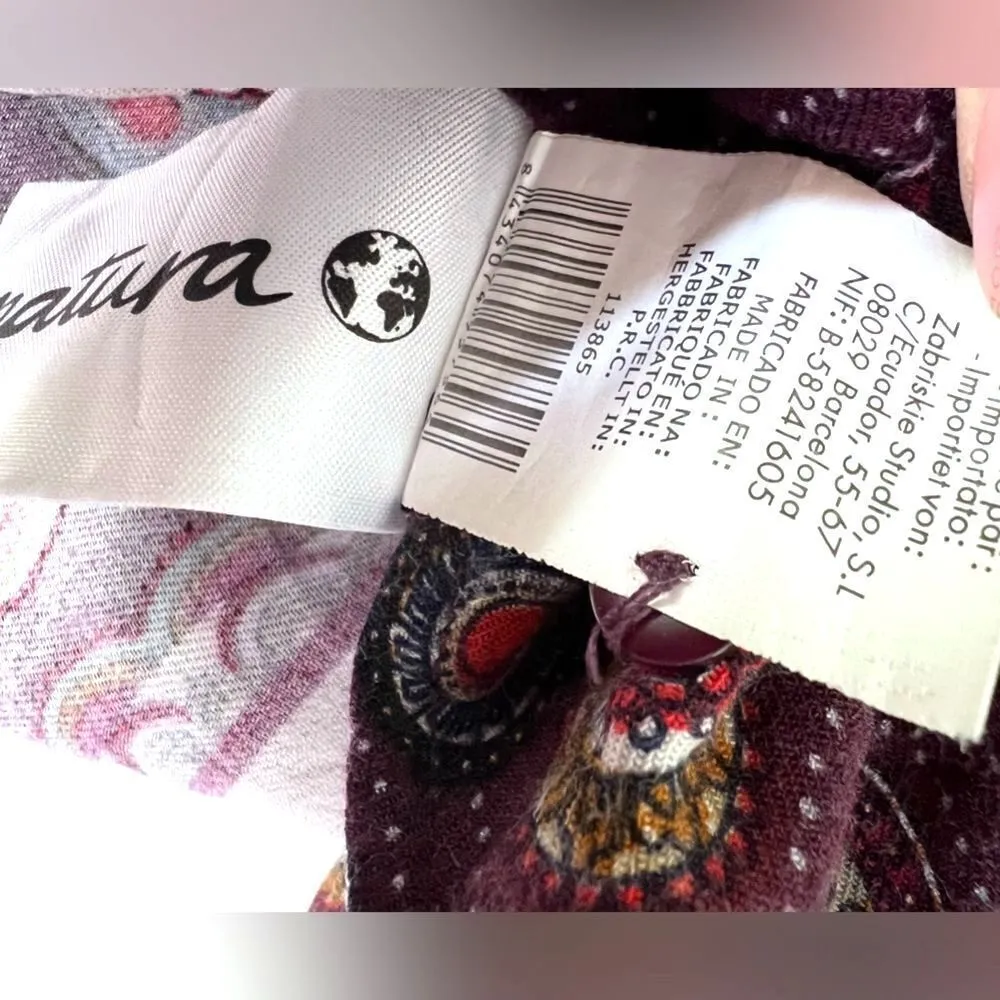 natura
- Importiert von:
Zabriskie Studio, S.L
C/Ecuador, 55-67
08029 Barcelona
NIF: B-58241605
FABRICADO EN:
MADE IN :
FABRICADO NA
FABRIQUÉ EN:
HERGESTELLT IN:
P.R.C.
113865